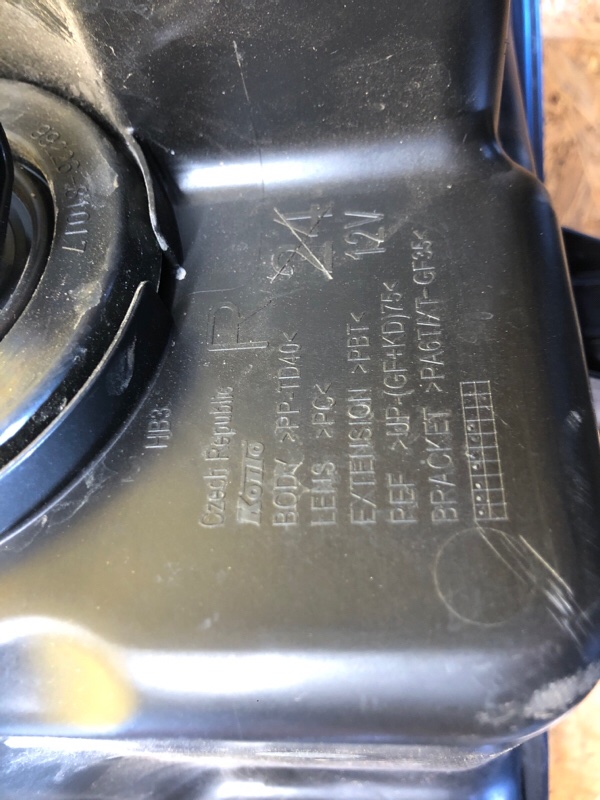 R
24
12V
Czech Republic
Koito
BODY >PP-TD40<
LENS >PC<
EXTENSION >PBT<
REF >UP-(GF+KD)75<
BRACKET >PA6T/XT-GF35<
HB3